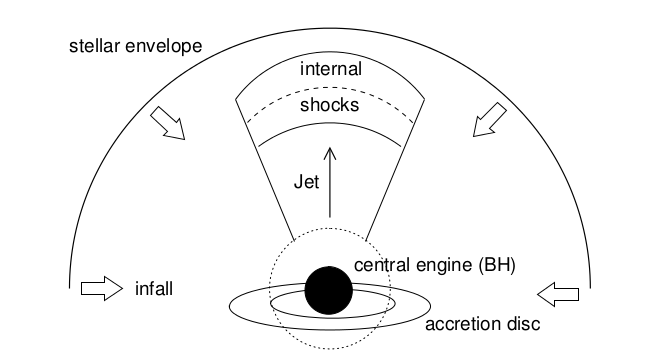 stellar envelope
internal
shocks
Jet
central engine (BH)
infall
accretion disc